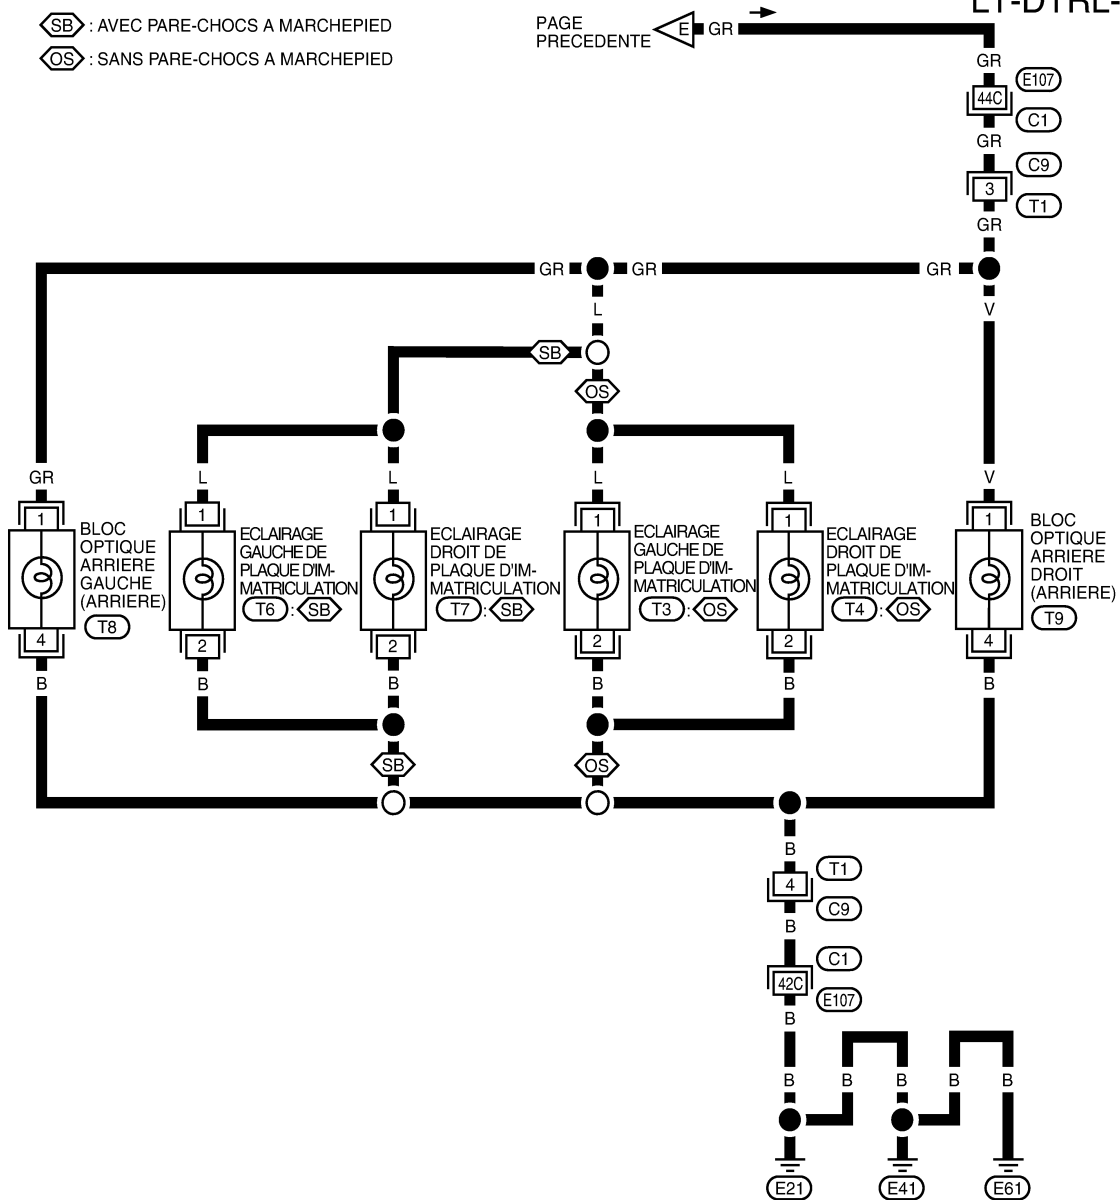 LT-DTRL-
SB : AVEC PARE-CHOCS A MARCHEPIED
OS : SANS PARE-CHOCS A MARCHEPIED
PAGE
PRECEDENTE
E GR
GR
E107
44C
C1
GR
C9
3
T1
GR
GR GR GR
L V
SB
OS
GR L L L L V
1 1 1 1 1 1
BLOC
OPTIQUE
ARRIERE
GAUCHE
(ARRIERE)
T8
ECLAIRAGE
GAUCHE DE
PLAQUE D'IM-
MATRICULATION
T6 : SB
ECLAIRAGE
DROIT DE
PLAQUE D'IM-
MATRICULATION
T7 : SB
ECLAIRAGE
GAUCHE DE
PLAQUE D'IM-
MATRICULATION
T3 : OS
ECLAIRAGE
DROIT DE
PLAQUE D'IM-
MATRICULATION
T4 : OS
BLOC
OPTIQUE
ARRIERE
DROIT
(ARRIERE)
T9
4 2 2 2 2 4
B B B B B B
SB OS
B
T1
4
C9
B
C1
42C
E107
B
B B B B B
E21 E41 E61